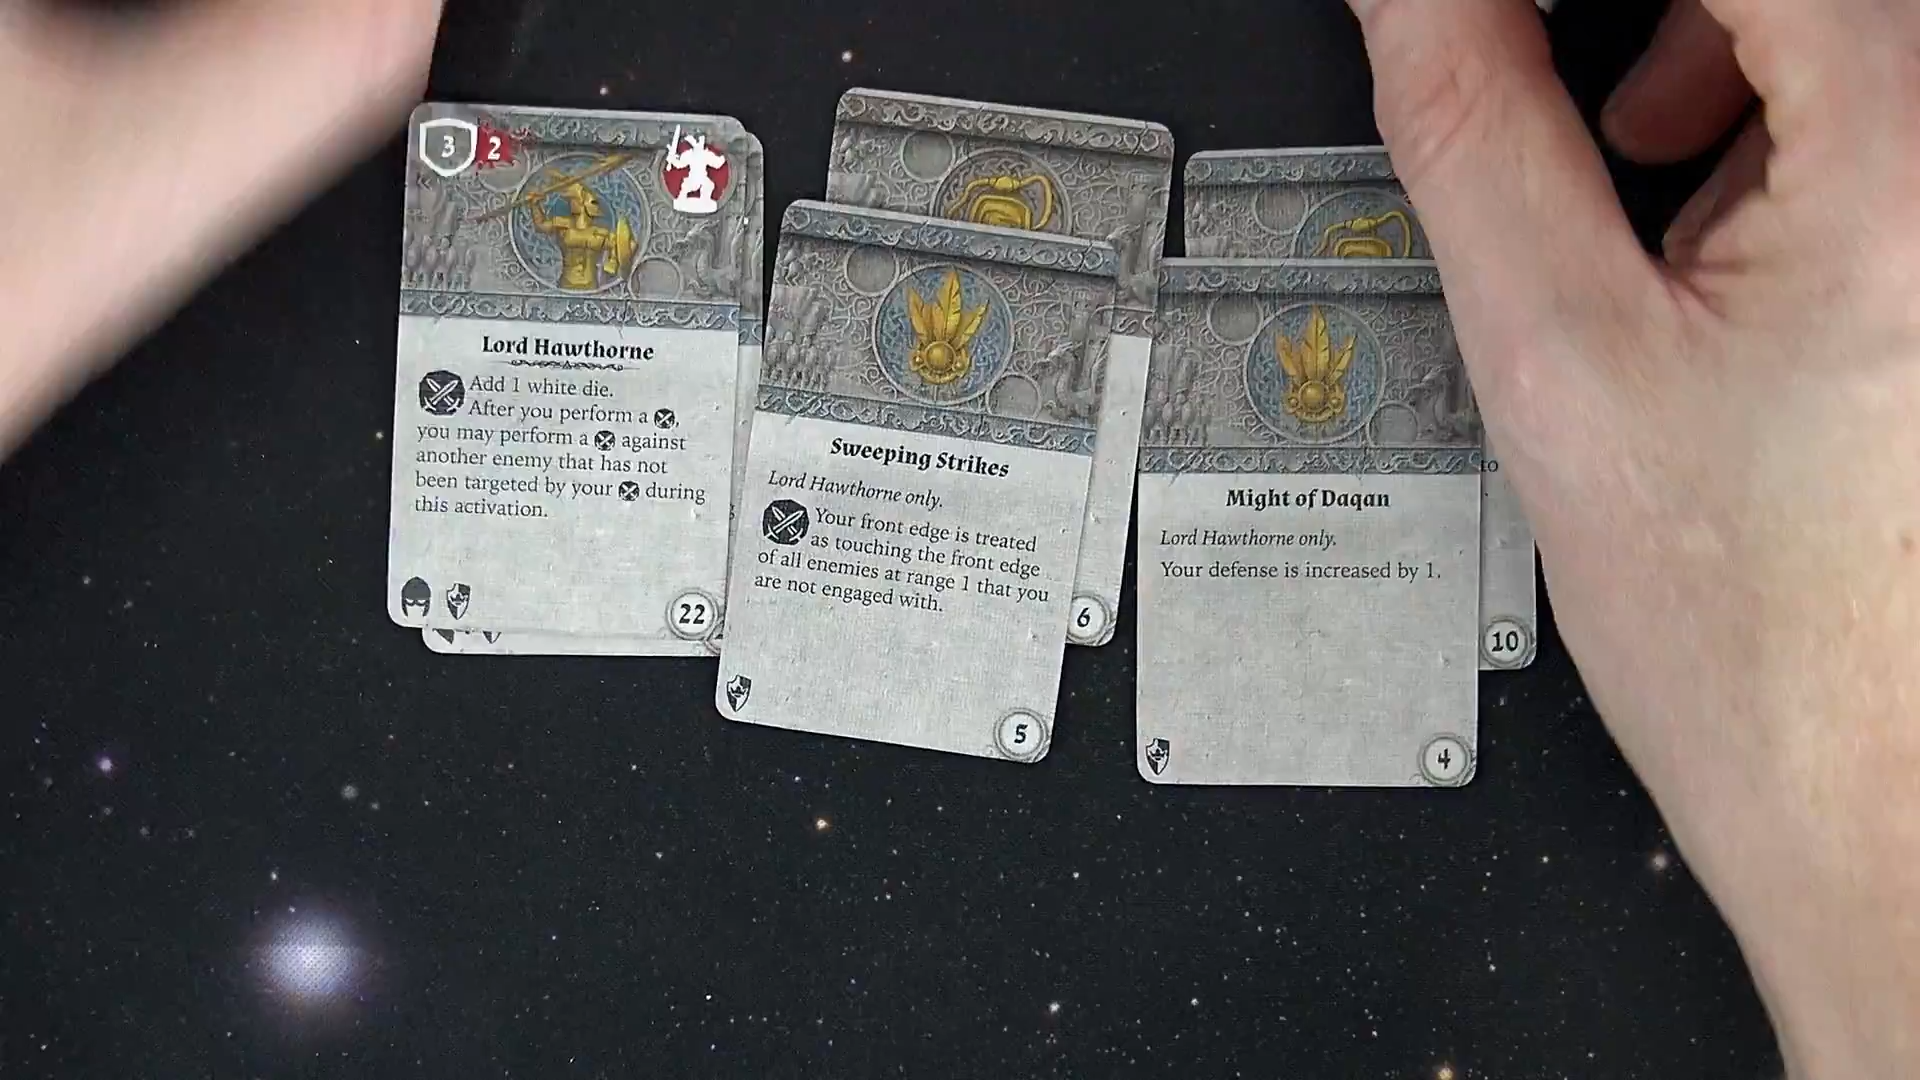 3 2
Lord Hawthorne
Add 1 white die.
After you perform a ,
you may perform a against
another enemy that has not
been targeted by your during
this activation.
22
Sweeping Strikes
Lord Hawthorne only.
Your front edge is treated
as touching the front edge
of all enemies at range 1 that you
are not engaged with.
5
6
Might of Daqan
Lord Hawthorne only.
Your defense is increased by 1.
4
to
10